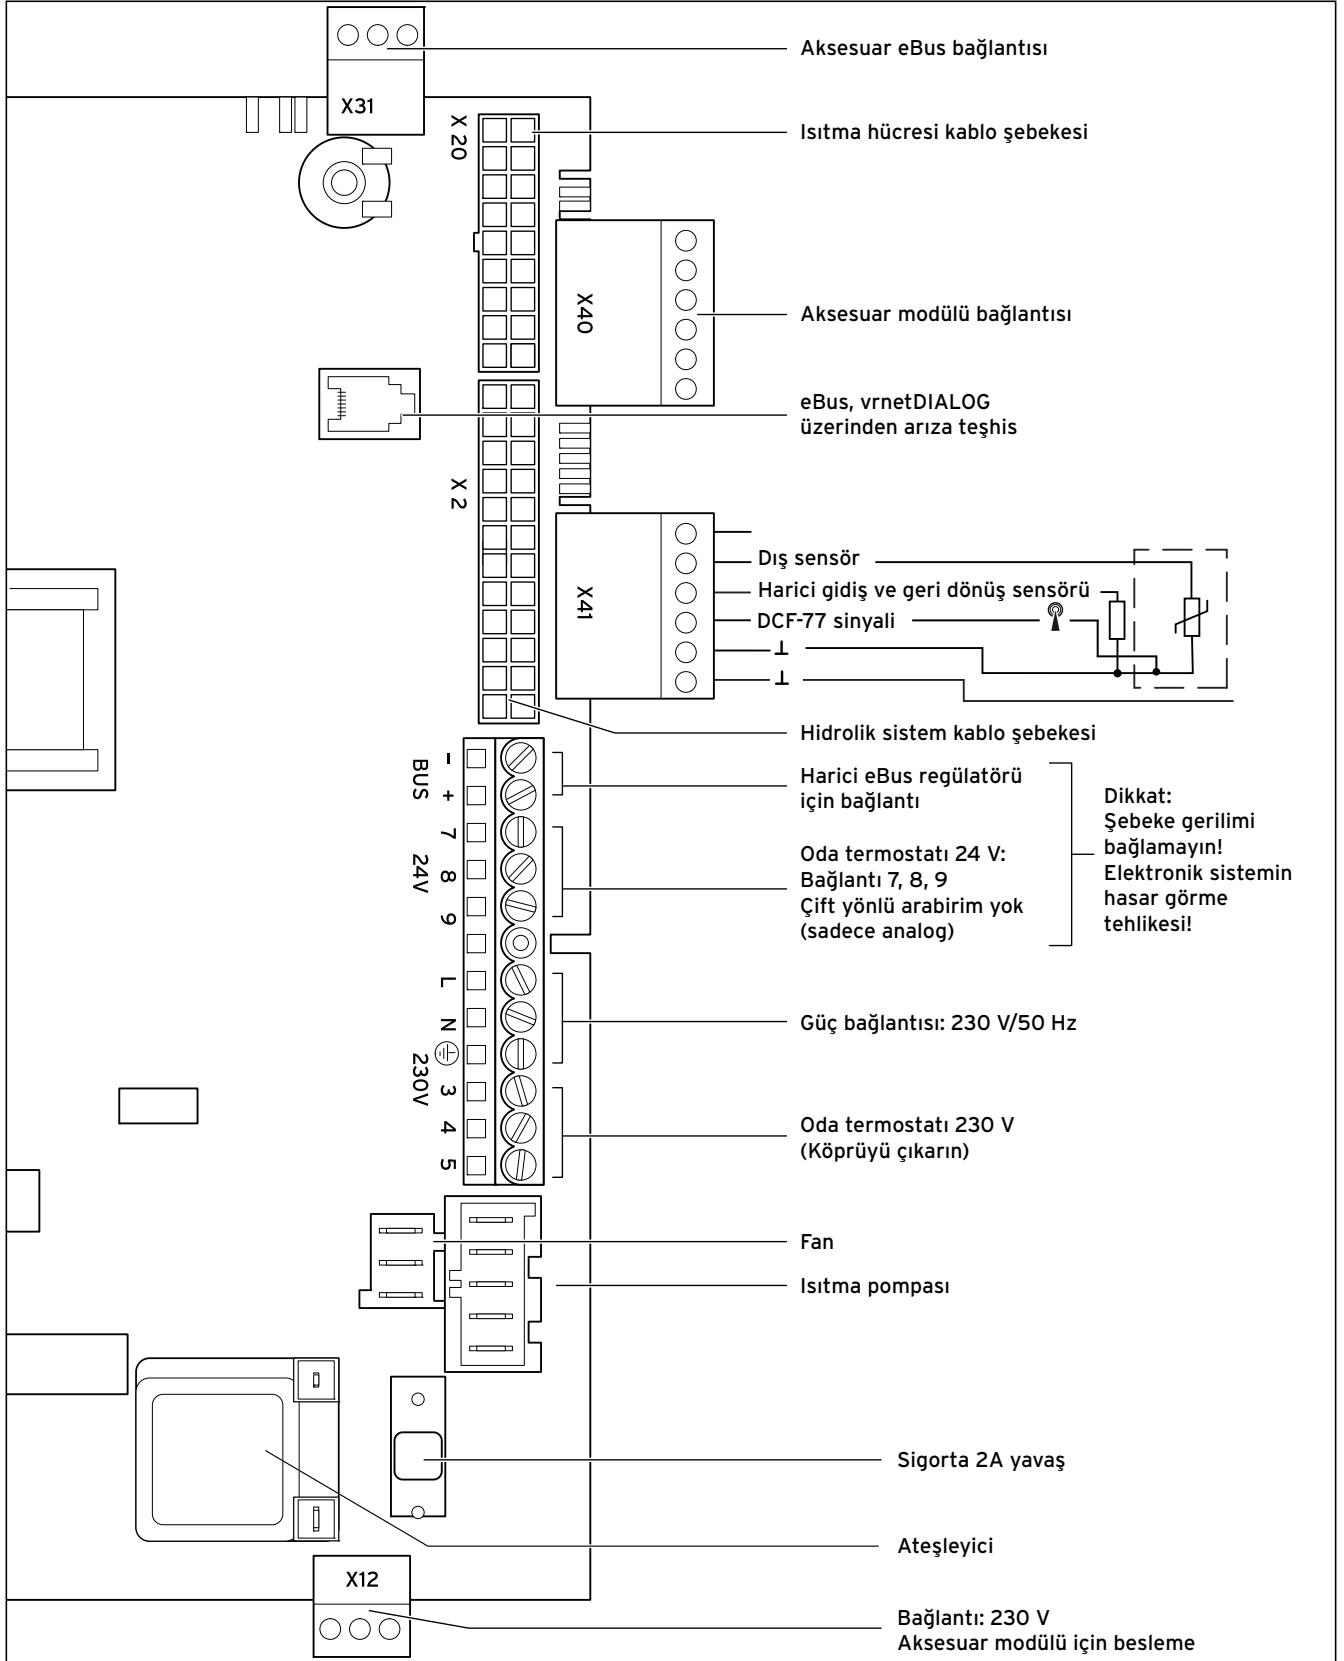 Aksesuar eBus bağlantısı
X31
X 20
Isıtma hücresi kablo şebekesi
X40
Aksesuar modülü bağlantısı
eBus, vrnetDIALOG
üzerinden arıza teşhis
X 2
X41
Dış sensör
Harici gidiş ve geri dönüş sensörü
DCF-77 sinyali
Hidrolik sistem kablo şebekesi
BUS
-
+
Harici eBus regülatörü
için bağlantı
24V
7
8
9
Oda termostatı 24 V:
Bağlantı 7, 8, 9
Çift yönlü arabirim yok
(sadece analog)
Dikkat:
Şebeke gerilimi
bağlamayın!
Elektronik sistemin
hasar görme
tehlikesi!
L
N
Güç bağlantısı: 230 V/50 Hz
230V
3
4
5
Oda termostatı 230 V
(Köprüyü çıkarın)
Fan
Isıtma pompası
Sigorta 2A yavaş
Ateşleyici
X12
Bağlantı: 230 V
Aksesuar modülü için besleme